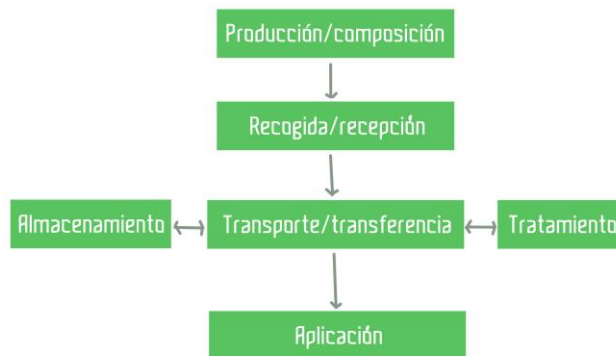 Producción/composición
Recogida/recepción
Almacenamiento
Transporte/transferencia
Tratamiento
Aplicación